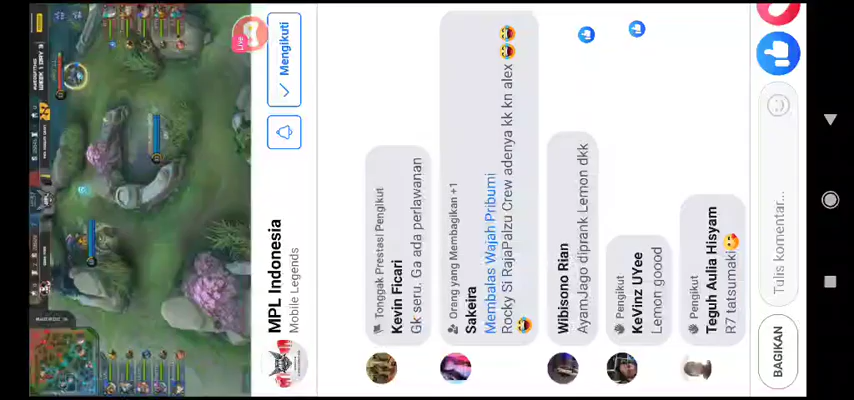 LIVE
MPL Indonesia
Mobile Legends
Mengikuti
Tonggak Prestasi Pengikut
Kevin Ficari
Gk seru. Ga ada perlawanan
Orang yang Membagikan +1
Sakeira
Membalas Wajah Pribumi
Rocky Si RajaPalzu Crew adenya kk kn alex 😂😂
😂
Wibisono Rian
AyamJago diprank Lemon dkk
Pengikut
KeVinz UYee
Lemon goood
Pengikut
Teguh Aulia Hisyam
R7 tatsumaki😂
BAGIKAN
Tulis komentar...